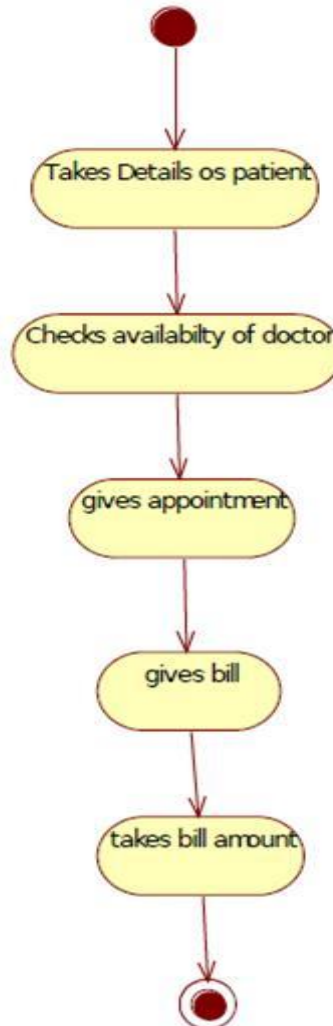 Takes Details os patient
Checks availabilty of doctor
gives appointment
gives bill
takes bill amount